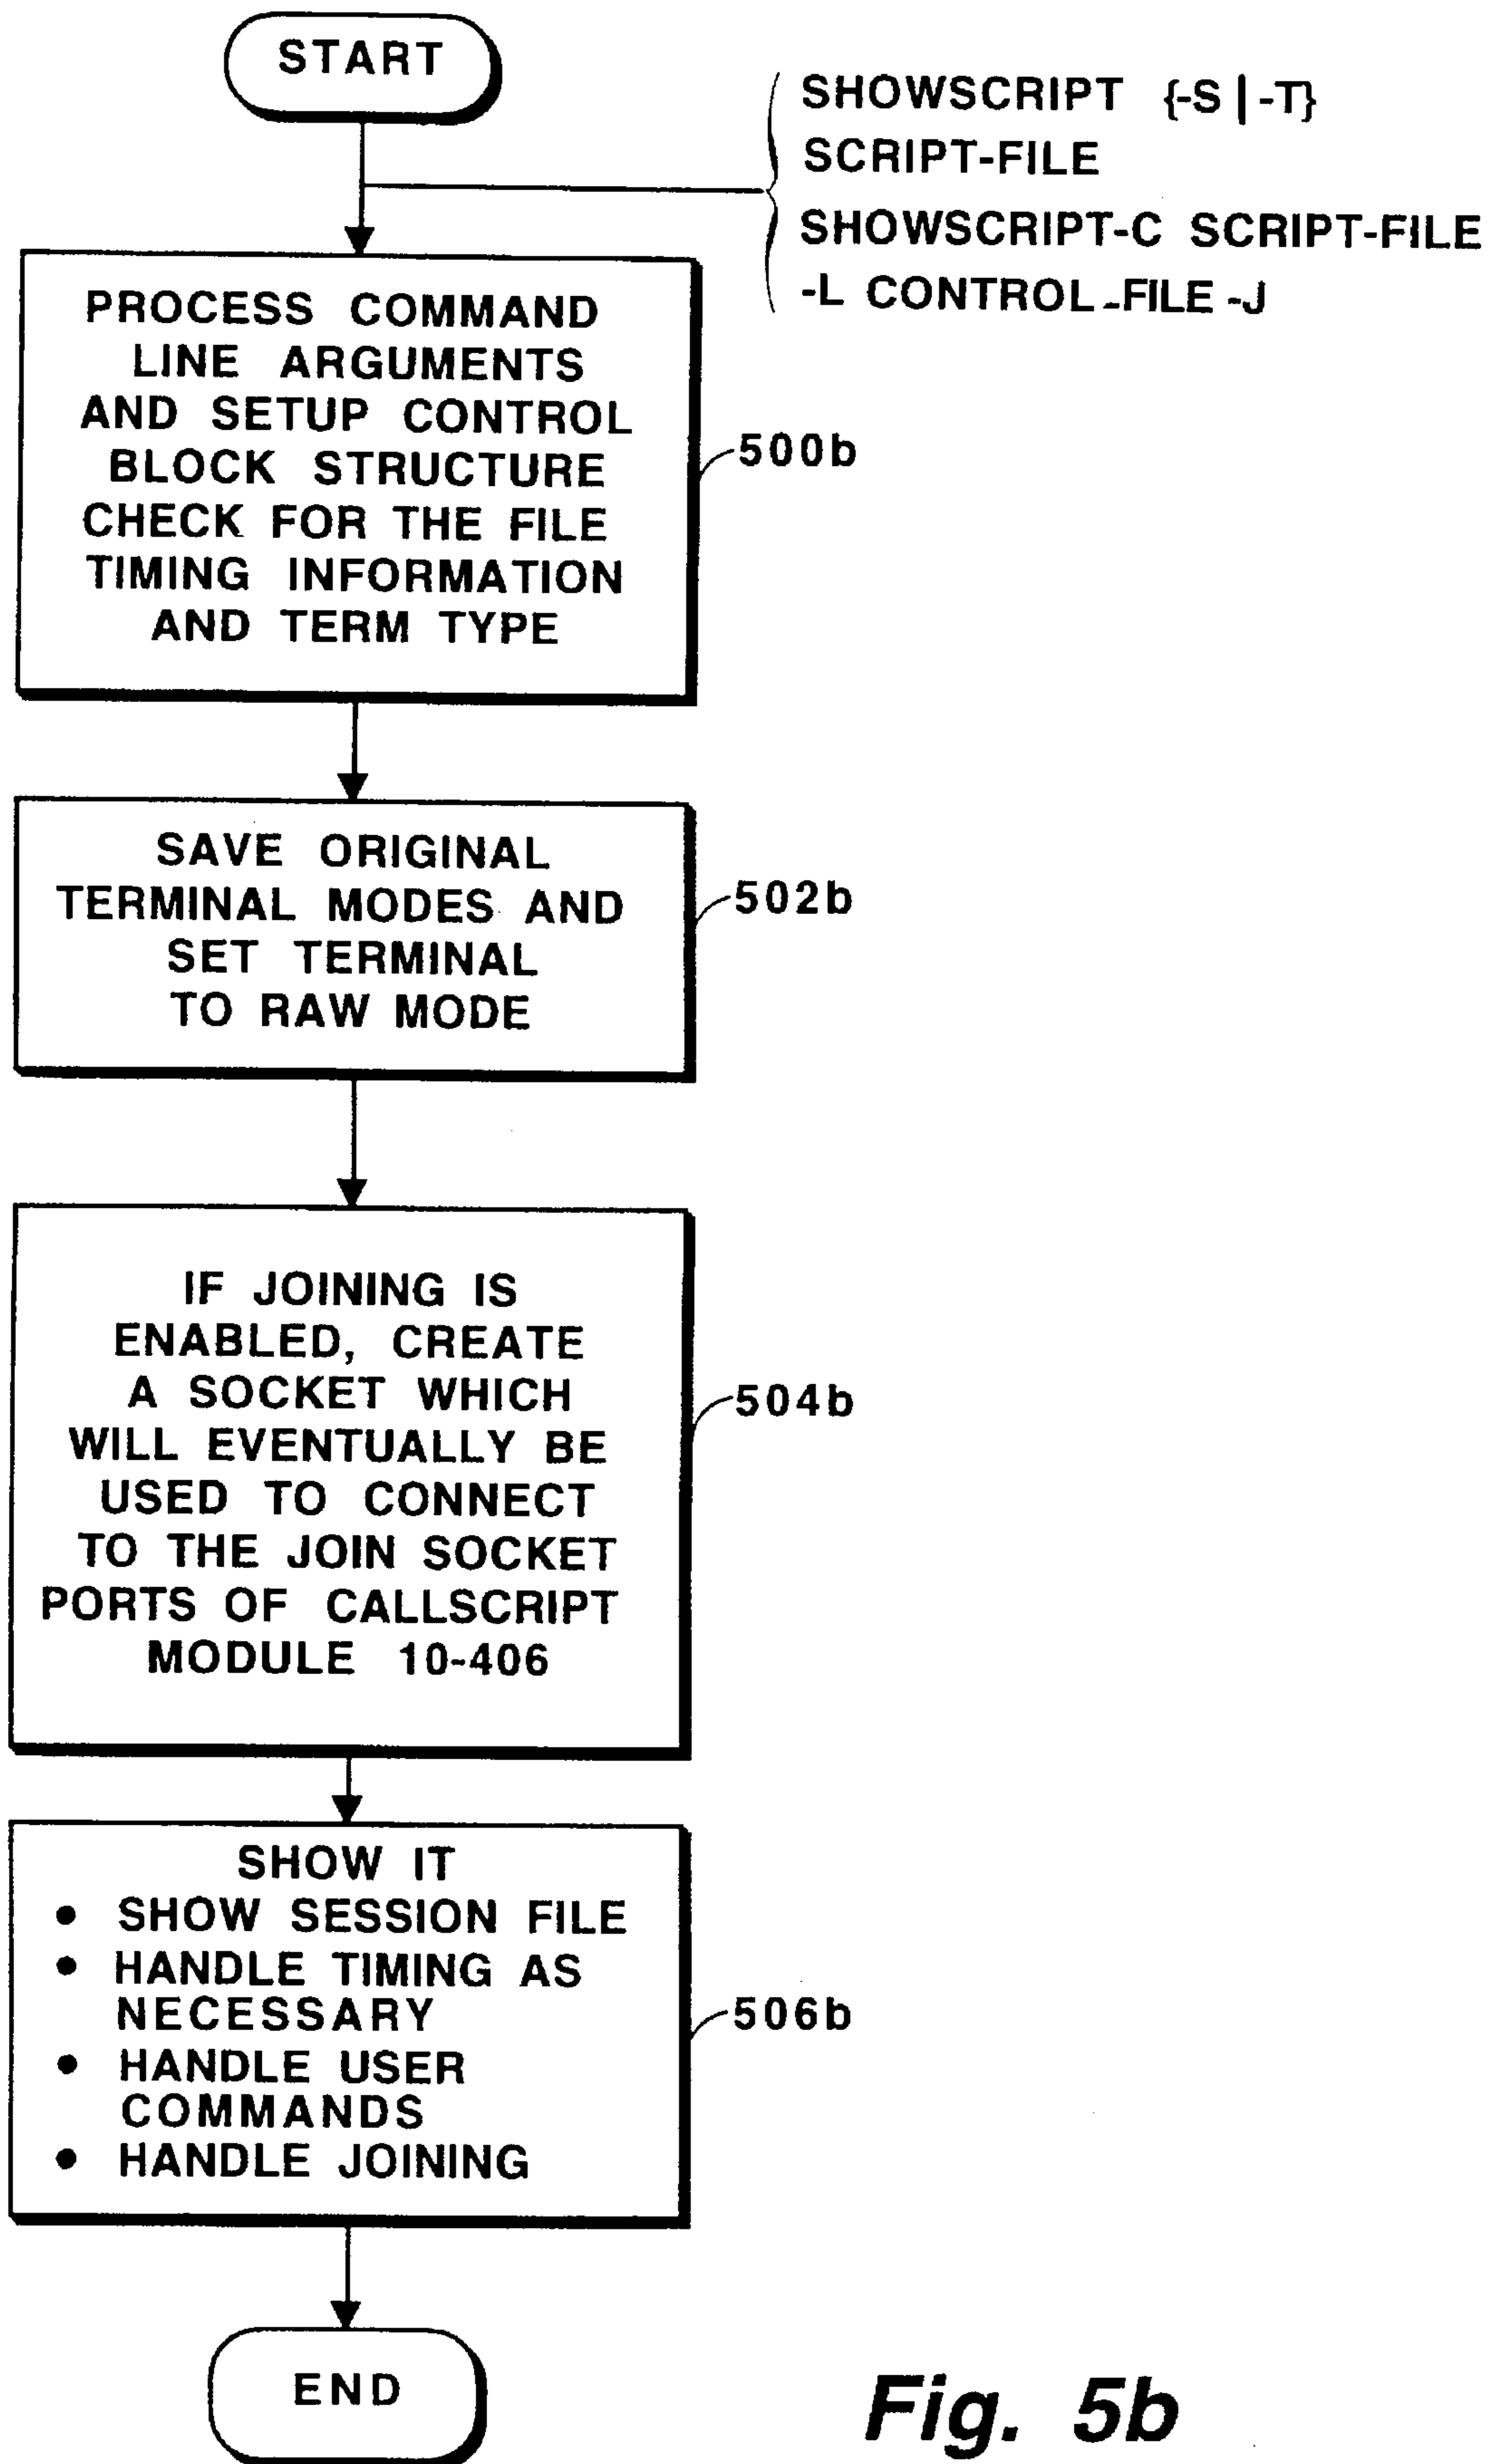 START
SHOWSCRIPT {-S | -T}
SCRIPT-FILE
SHOWSCRIPT-C SCRIPT-FILE
-L CONTROL-FILE -J
PROCESS COMMAND
LINE ARGUMENTS
AND SETUP CONTROL
BLOCK STRUCTURE
CHECK FOR THE FILE
TIMING INFORMATION
AND TERM TYPE
500b
SAVE ORIGINAL
TERMINAL MODES AND
SET TERMINAL
TO RAW MODE
502b
IF JOINING IS
ENABLED, CREATE
A SOCKET WHICH
WILL EVENTUALLY BE
USED TO CONNECT
TO THE JOIN SOCKET
PORTS OF CALLSCRIPT
MODULE 10-406
504b
SHOW IT
• SHOW SESSION FILE
• HANDLE TIMING AS
NECESSARY
• HANDLE USER
COMMANDS
• HANDLE JOINING
506b
END
Fig. 5b